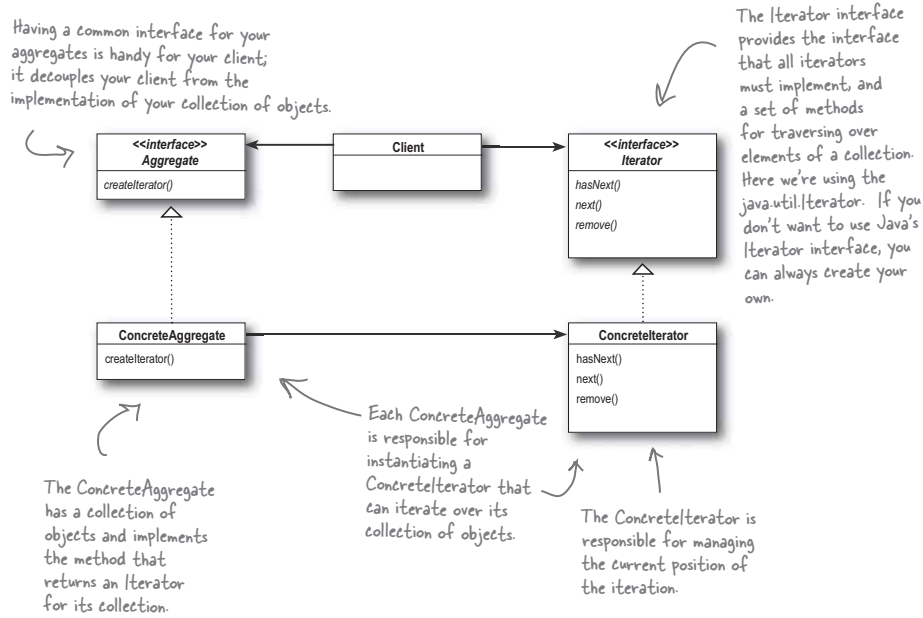 Having a common interface for your
aggregates is handy for your client;
it decouples your client from the
implementation of your collection of objects.
The Iterator interface
provides the interface
that all iterators
must implement, and
a set of methods
for traversing over
elements of a collection.
Here we're using the
java.util.Iterator. If you
don't want to use Java's
Iterator interface, you
can always create your
own.
<<interface>>
Aggregate
createIterator()
Client
<<interface>>
Iterator
hasNext()
next()
remove()
ConcreteAggregate
createIterator()
ConcreteIterator
hasNext()
next()
remove()
Each ConcreteAggregate
is responsible for
instantiating a
ConcreteIterator that
can iterate over its
collection of objects.
The ConcreteAggregate
has a collection of
objects and implements
the method that
returns an Iterator
for its collection.
The ConcreteIterator is
responsible for managing
the current position of
the iteration.